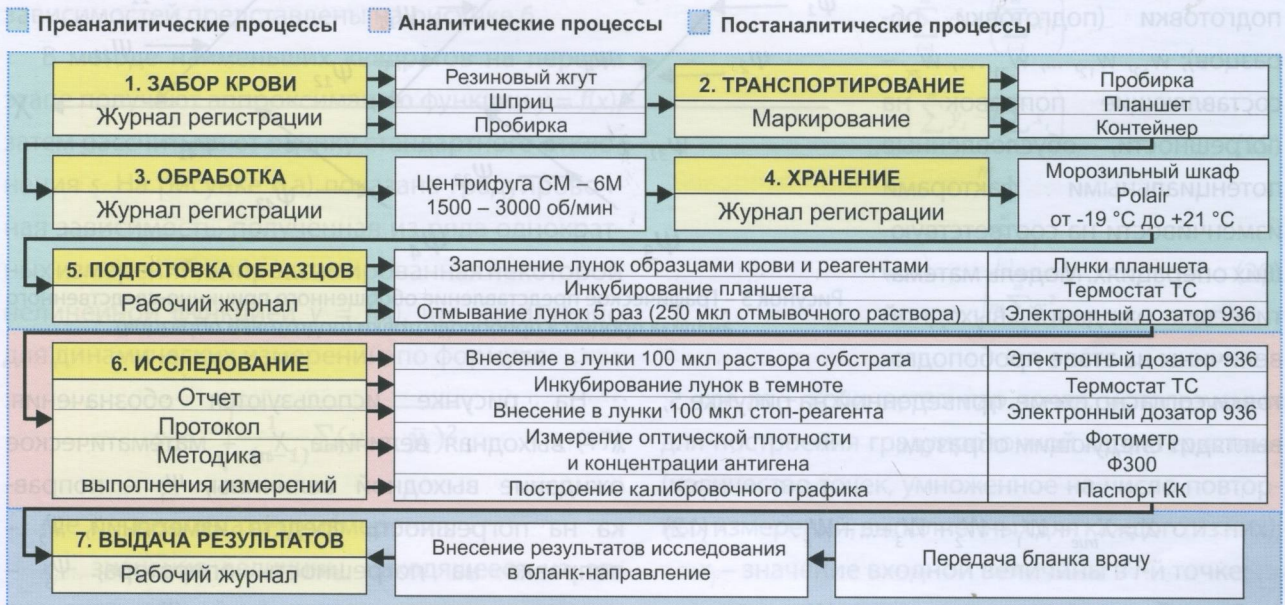 Преаналитические процессы Аналитические процессы Постаналитические процессы
1. ЗАБОР КРОВИ
Журнал регистрации
Резиновый жгут
Шприц
Пробирка
2. ТРАНСПОРТИРОВАНИЕ
Маркирование
Пробирка
Планшет
Контейнер
3. ОБРАБОТКА
Журнал регистрации
Центрифуга СМ – 6М
1500 – 3000 об/мин
4. ХРАНЕНИЕ
Журнал регистрации
Морозильный шкаф
Polair
от -19 °С до +21 °С
5. ПОДГОТОВКА ОБРАЗЦОВ
Рабочий журнал
Заполнение лунок образцами крови и реагентами
Инкубирование планшета
Отмывание лунок 5 раз (250 мкл отмывочного раствора)
Лунки планшета
Термостат ТС
Электронный дозатор 936
6. ИССЛЕДОВАНИЕ
Отчет
Протокол
Методика
выполнения измерений
Внесение в лунки 100 мкл раствора субстрата
Инкубирование лунок в темноте
Внесение в лунки 100 мкл стоп-реагента
Измерение оптической плотности
и концентрации антигена
Построение калибровочного графика
Электронный дозатор 936
Термостат ТС
Электронный дозатор 936
Фотометр
Ф300
Паспорт КК
7. ВЫДАЧА РЕЗУЛЬТАТОВ
Рабочий журнал
Внесение результатов исследования
в бланк-направление
Передача бланка врачу